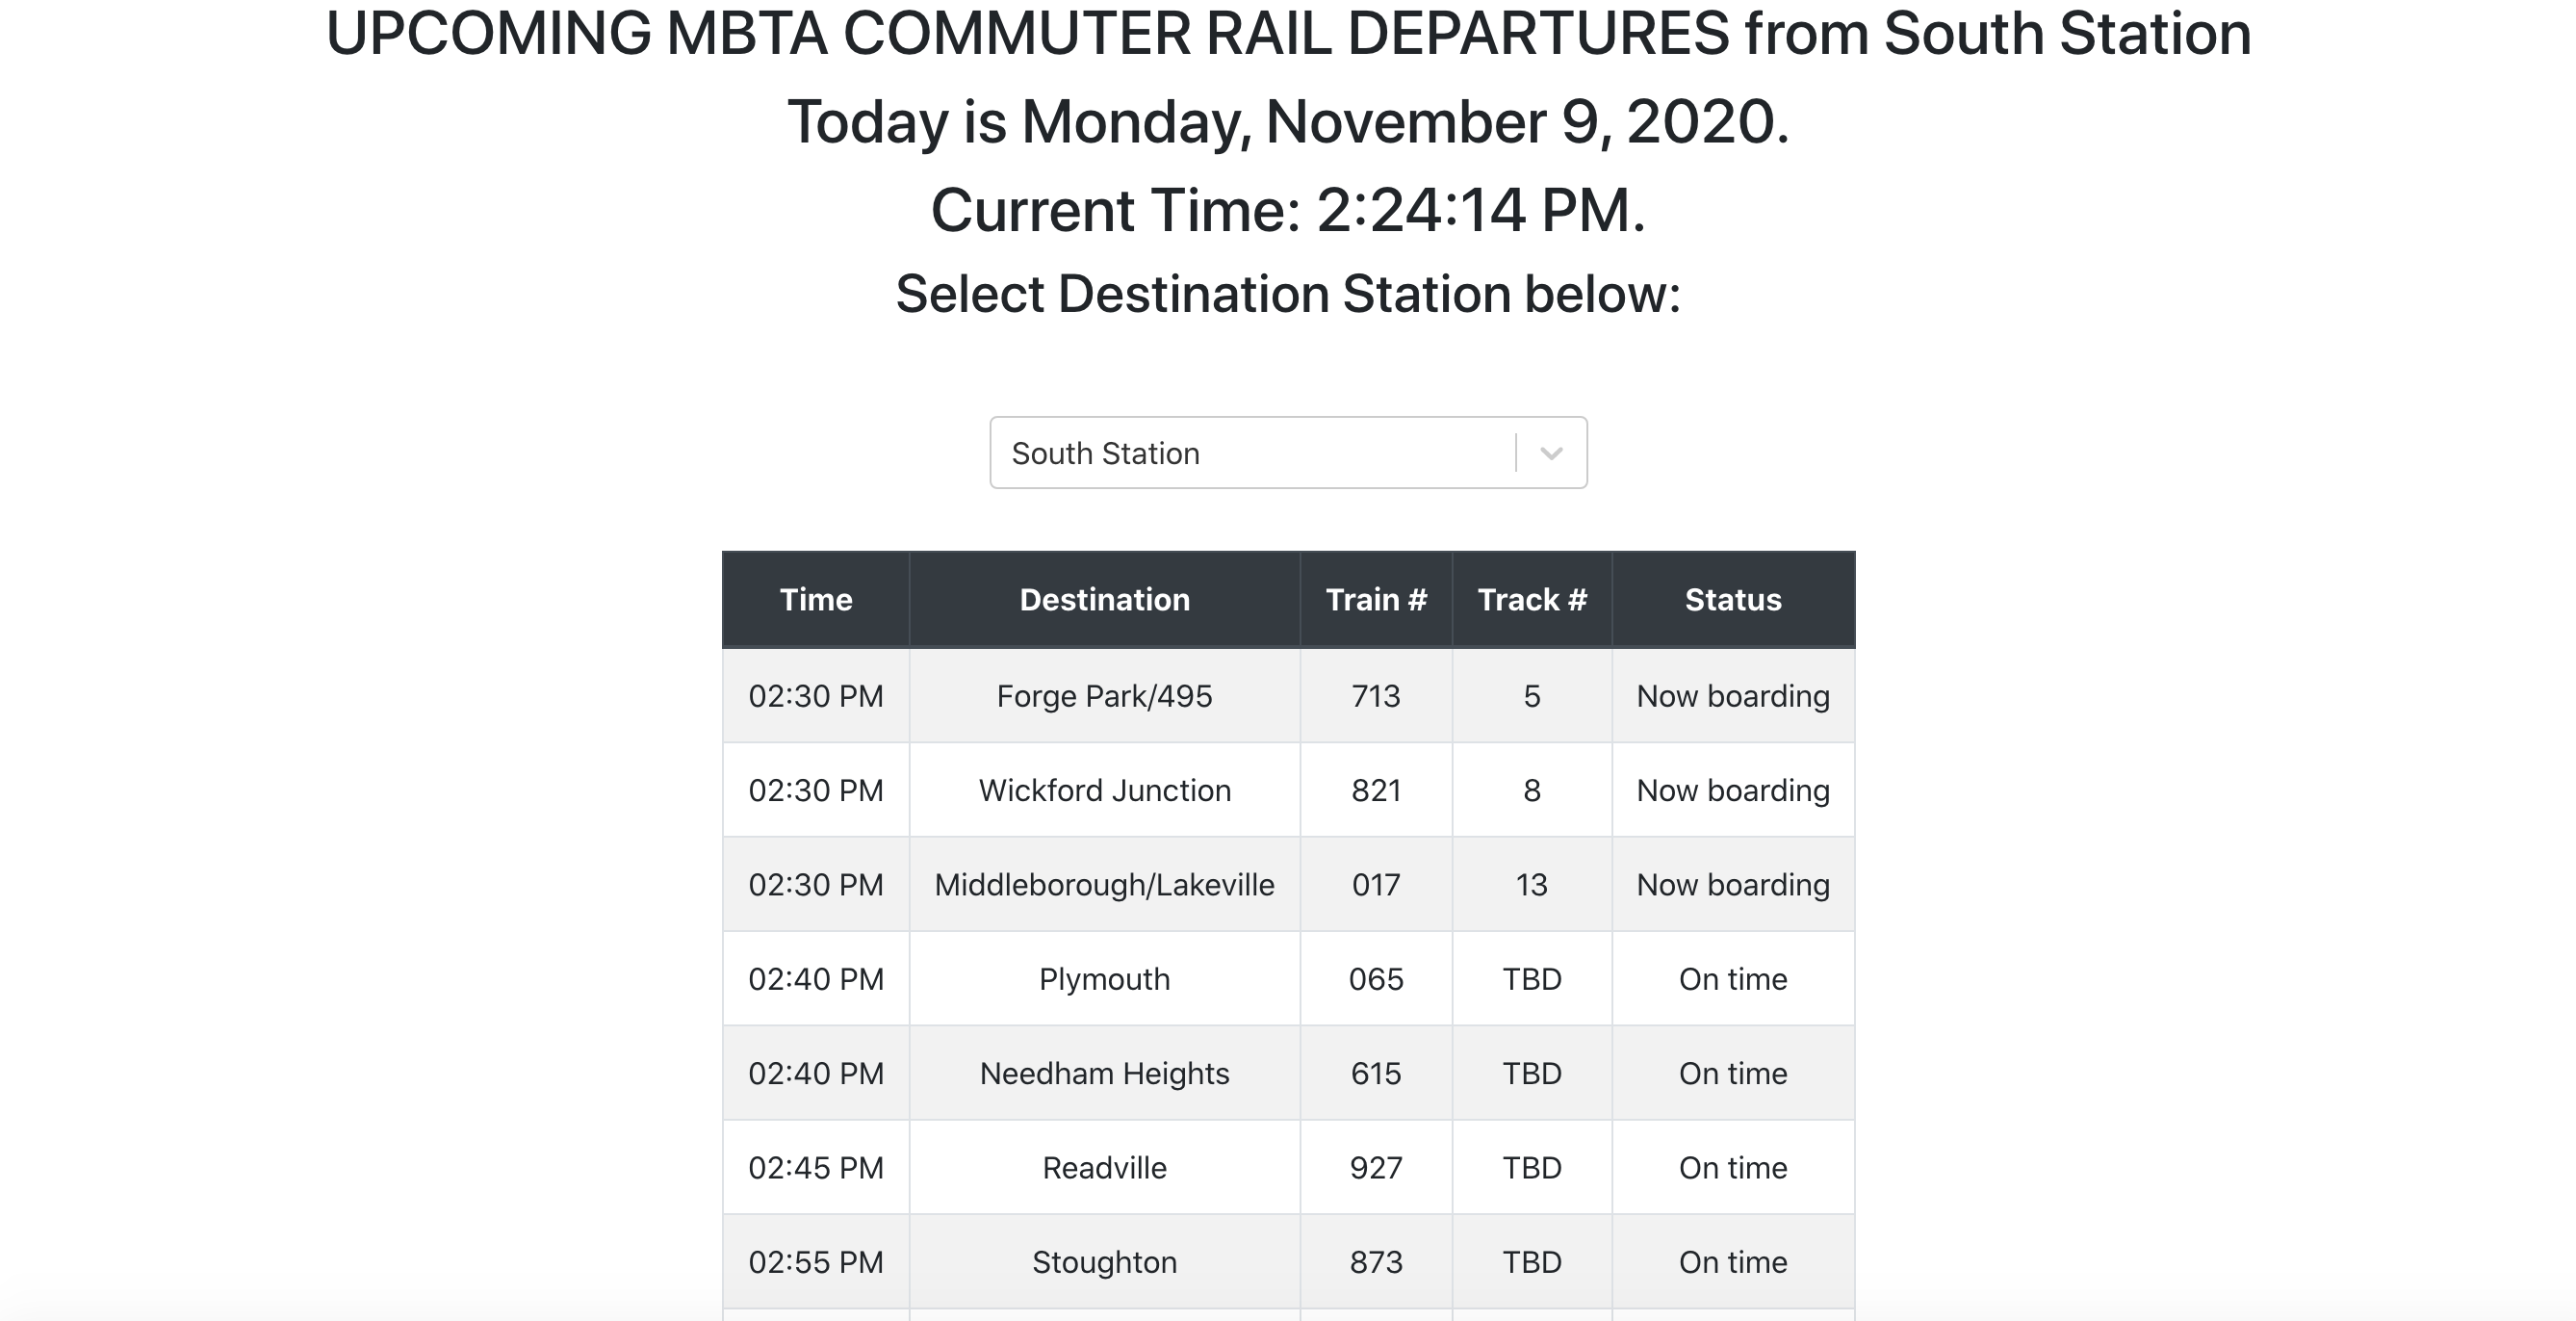 UPCOMING MBTA COMMUTER RAIL DEPARTURES from South Station
Today is Monday, November 9, 2020.
Current Time: 2:24:14 PM.
Select Destination Station below:
South Station
Time Destination Train # Track # Status
02:30 PM Forge Park/495 713 5 Now boarding
02:30 PM Wickford Junction 821 8 Now boarding
02:30 PM Middleborough/Lakeville 017 13 Now boarding
02:40 PM Plymouth 065 TBD On time
02:40 PM Needham Heights 615 TBD On time
02:45 PM Readville 927 TBD On time
02:55 PM Stoughton 873 TBD On time